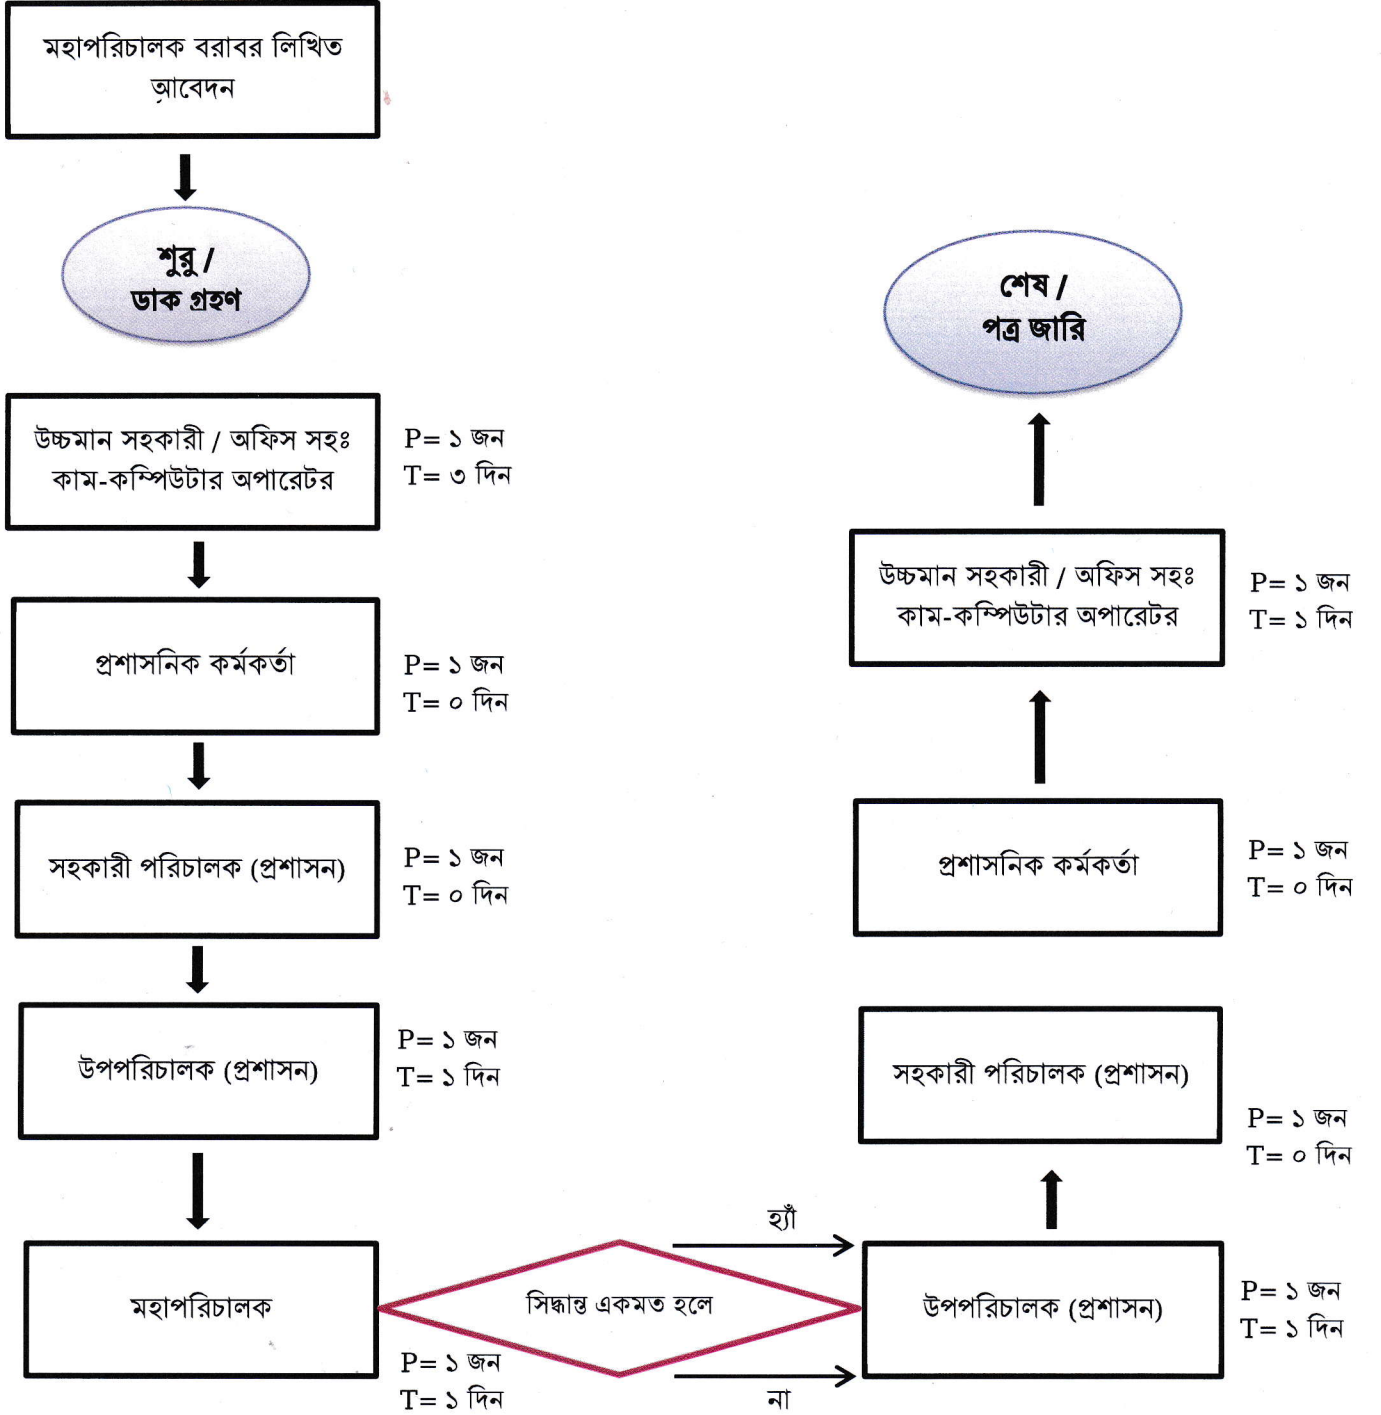 মহাপরিচালক বরাবর লিখিত
আবেদন
শুরু /
ডাক গ্রহণ
উচ্চমান সহকারী / অফিস সহঃ
কাম-কম্পিউটার অপারেটর
P= ১ জন
T= ৩ দিন
প্রশাসনিক কর্মকর্তা
P= ১ জন
T= ০ দিন
সহকারী পরিচালক (প্রশাসন)
P= ১ জন
T= ০ দিন
উপপরিচালক (প্রশাসন)
P= ১ জন
T= ১ দিন
মহাপরিচালক
P= ১ জন
T= ১ দিন
সিদ্ধান্ত একমত হলে
হ্যাঁ
না
উপপরিচালক (প্রশাসন)
P= ১ জন
T= ১ দিন
সহকারী পরিচালক (প্রশাসন)
P= ১ জন
T= ০ দিন
প্রশাসনিক কর্মকর্তা
P= ১ জন
T= ০ দিন
উচ্চমান সহকারী / অফিস সহঃ
কাম-কম্পিউটার অপারেটর
P= ১ জন
T= ১ দিন
শেষ /
পত্র জারি